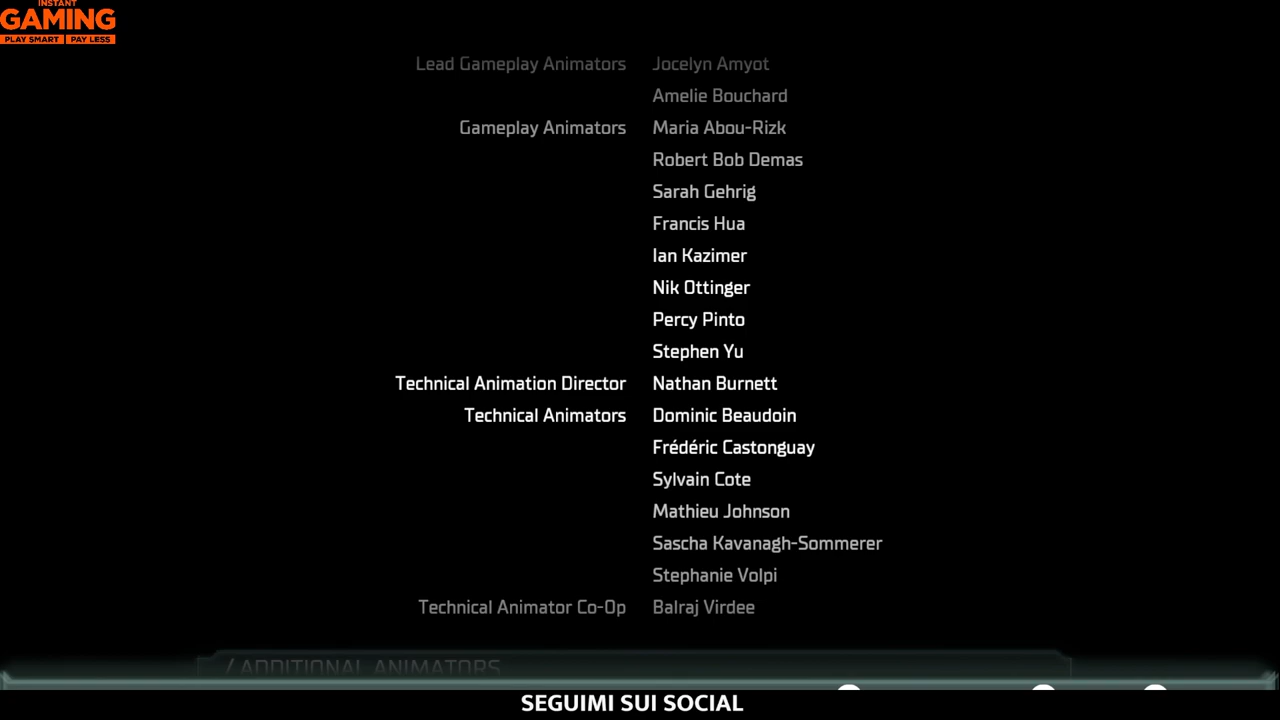 INSTANT
GAMING
PLAY SMART | PAY LESS
Lead Gameplay Animators Jocelyn Amyot
Amelie Bouchard
Gameplay Animators Maria Abou-Rizk
Robert Bob Demas
Sarah Gehrig
Francis Hua
Ian Kazimer
Nik Ottinger
Percy Pinto
Stephen Yu
Technical Animation Director Nathan Burnett
Technical Animators Dominic Beaudoin
Frédéric Castonguay
Sylvain Cote
Mathieu Johnson
Sascha Kavanagh-Sommerer
Stephanie Volpi
Technical Animator Co-Op Balraj Virdee
/ ADDITIONAL ANIMATORS
SEGUIMI SUI SOCIAL